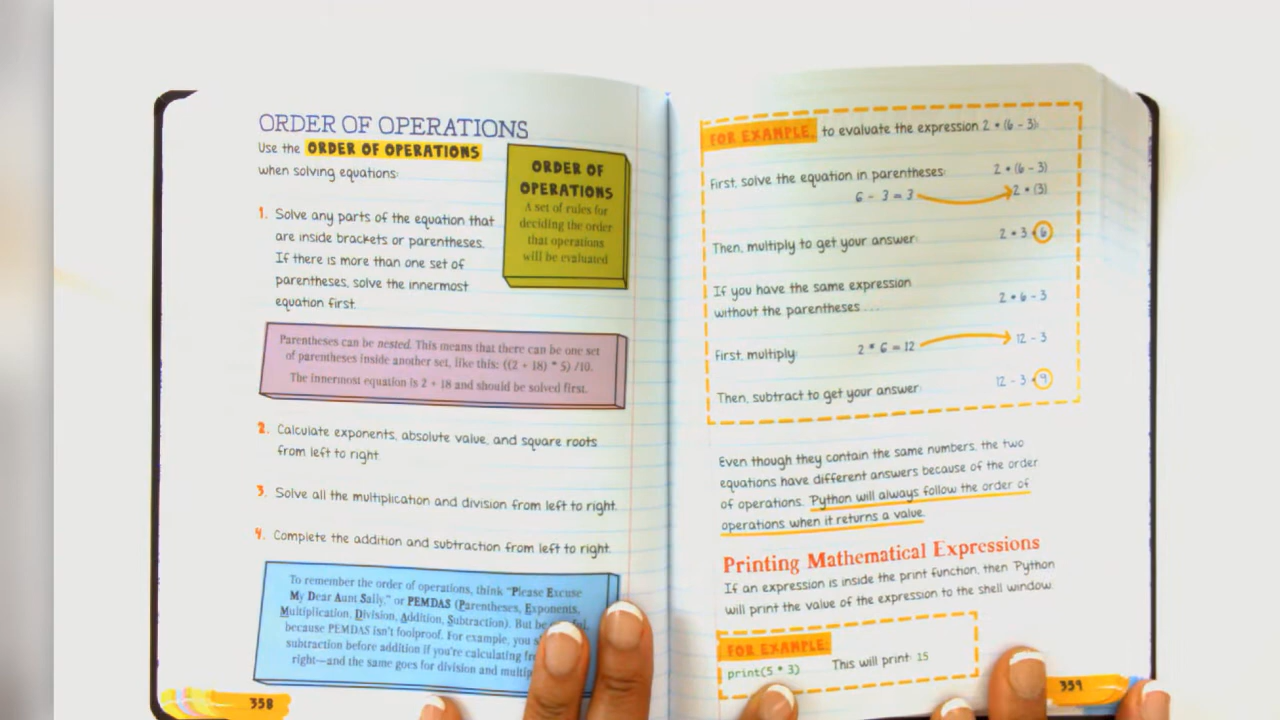 ORDER OF OPERATIONS
Use the ORDER OF OPERATIONS
when solving equations:
ORDER OF
OPERATIONS
A set of rules for
deciding the order
that operations
will be evaluated
1. Solve any parts of the equation that
are inside brackets or parentheses.
If there is more than one set of
parentheses, solve the innermost
equation first.
Parentheses can be nested. This means that there can be one set
of parentheses inside another set, like this: ((2 + 18) * 5) /10.
The innermost equation is 2 + 18 and should be solved first.
2. Calculate exponents, absolute value, and square roots
from left to right.
3. Solve all the multiplication and division from left to right.
4. Complete the addition and subtraction from left to right.
To remember the order of operations, think "Please Excuse
My Dear Aunt Sally," or PEMDAS (Parentheses, Exponents,
Multiplication, Division, Addition, Subtraction). But be
because PEMDAS isn't foolproof. For example, you
subtraction before addition if you're calculating
right—and the same goes for division and
358
FOR EXAMPLE, to evaluate the expression 2 * (6 - 3):
First, solve the equation in parentheses: 2 * (6 - 3)
6 - 3 = 3 2 * (3)
Then, multiply to get your answer: 2 * 3 = 6
If you have the same expression
without the parentheses . . . 2 * 6 - 3
First, multiply: 2 * 6 = 12 12 - 3
Then, subtract to get your answer: 12 - 3 = 9
Even though they contain the same numbers, the two
equations have different answers because of the order
of operations. Python will always follow the order of
operations when it returns a value.
Printing Mathematical Expressions
If an expression is inside the print function, then Python
will print the value of the expression to the shell window.
FOR EXAMPLE,
print(5 * 3) This will print: 15
359